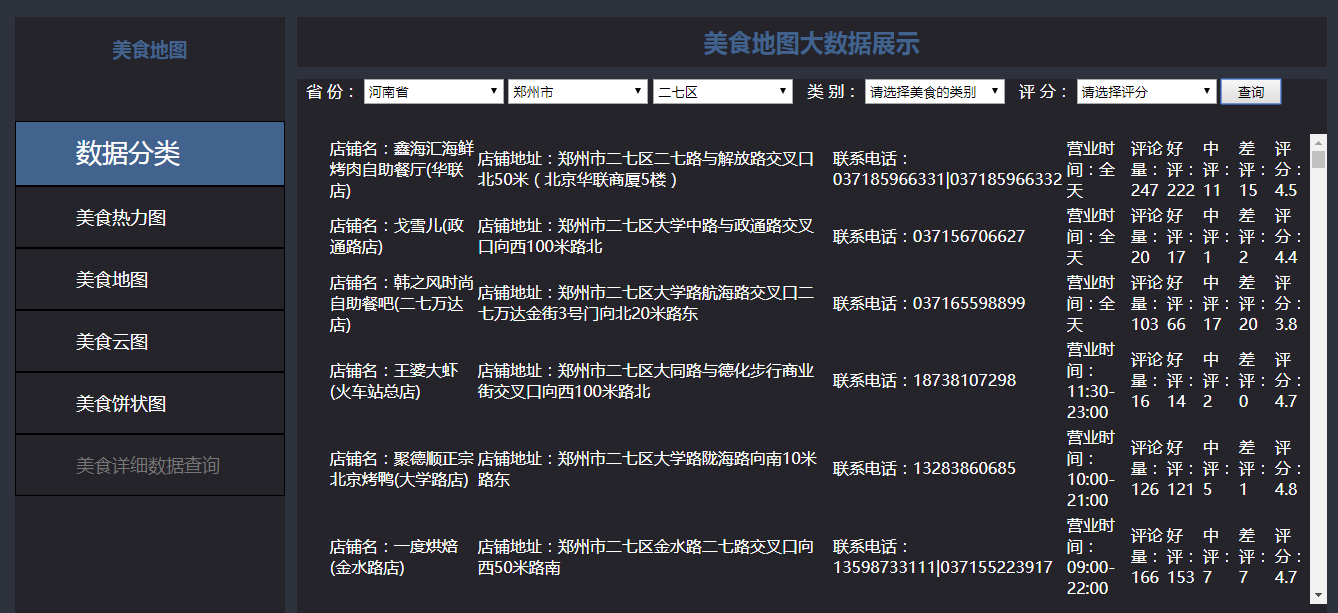 美食地图
数据分类
美食热力图
美食地图
美食云图
美食饼状图
美食详细数据查询
美食地图大数据展示
省 份： 河南省 郑州市 二七区 类 别： 请选择美食的类别 评 分： 请选择评分 查询
店铺名：鑫海汇海鲜
烤肉自助餐厅(华联
店)
店铺地址：郑州市二七区二七路与解放路交叉口
北50米（北京华联商厦5楼）
联系电话：
037185966331|037185966332
营业时
间：全
天
评论
量：
247
好
评：
222
中
评：
11
差
评：
15
评
分：
4.5
店铺名：戈雪儿(政
通路店)
店铺地址：郑州市二七区大学中路与政通路交叉
口向西100米路北
联系电话：037156706627
营业时
间：全
天
评论
量：
20
好
评：
17
中
评：
1
差
评：
2
评
分：
4.4
店铺名：韩之风时尚
自助餐吧(二七万达
店)
店铺地址：郑州市二七区大学路航海路交叉口二
七万达金街3号门向北20米路东
联系电话：037165598899
营业时
间：全
天
评论
量：
103
好
评：
66
中
评：
17
差
评：
20
评
分：
3.8
店铺名：王婆大虾
(火车站总店)
店铺地址：郑州市二七区大同路与德化步行商业
街交叉口向西100米路北
联系电话：18738107298
营业时
间：
11:30-
23:00
评论
量：
16
好
评：
14
中
评：
2
差
评：
0
评
分：
4.7
店铺名：聚德顺正宗
北京烤鸭(大学路店)
店铺地址：郑州市二七区大学路陇海路向南10米
路东
联系电话：13283860685
营业时
间：
10:00-
21:00
评论
量：
126
好
评：
121
中
评：
5
差
评：
1
评
分：
4.8
店铺名：一度烘焙
(金水路店)
店铺地址：郑州市二七区金水路二七路交叉口向
西50米路南
联系电话：
13598733111|037155223917
营业时
间：
09:00-
22:00
评论
量：
166
好
评：
153
中
评：
7
差
评：
7
评
分：
4.7